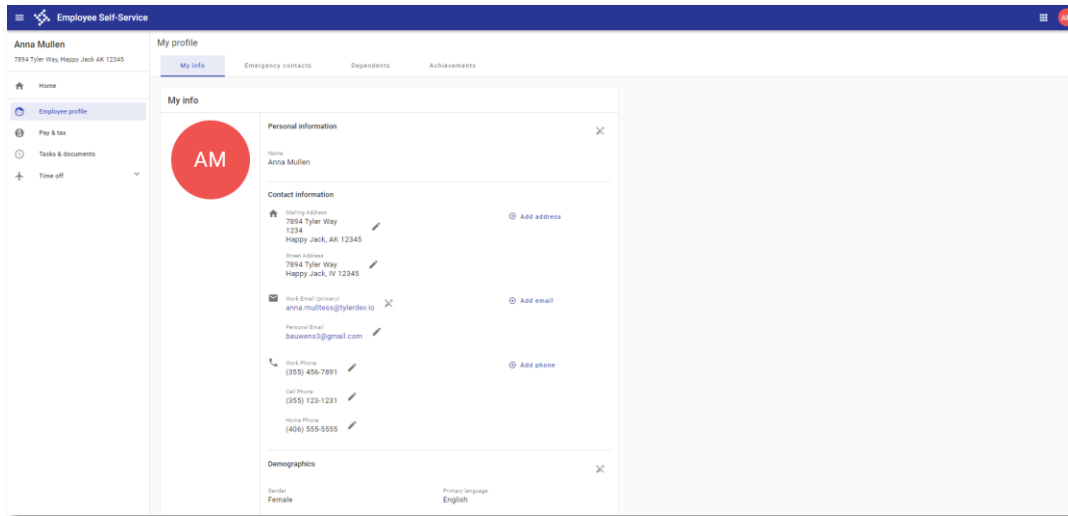 Employee Self-Service
AM
Anna Mullen
7894 Tyler Way, Happy Jack AK 12345
Home
Employee profile
Pay & tax
Tasks & documents
Time off
My profile
My info
Emergency contacts
Dependents
Achievements
My info
AM
Personal information
Name
Anna Mullen
Contact information
Mailing Address
7894 Tyler Way
1234
Happy Jack, AK 12345
Add address
Street Address
7894 Tyler Way
Happy Jack, IV 12345
Work Email (primary)
anna.mulltess@tylerdev.io
Add email
Personal Email
bauwens3@gmail.com
Work Phone
(355) 456-7891
Add phone
Cell Phone
(355) 123-1231
Home Phone
(406) 555-5555
Demographics
Gender
Female
Primary language
English